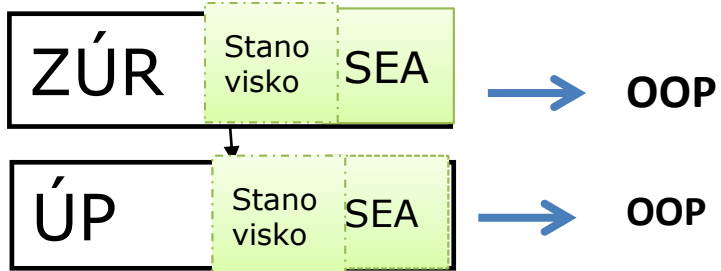 ZÚR
Stano
visko
SEA
OOP
ÚP
Stano
visko
SEA
OOP